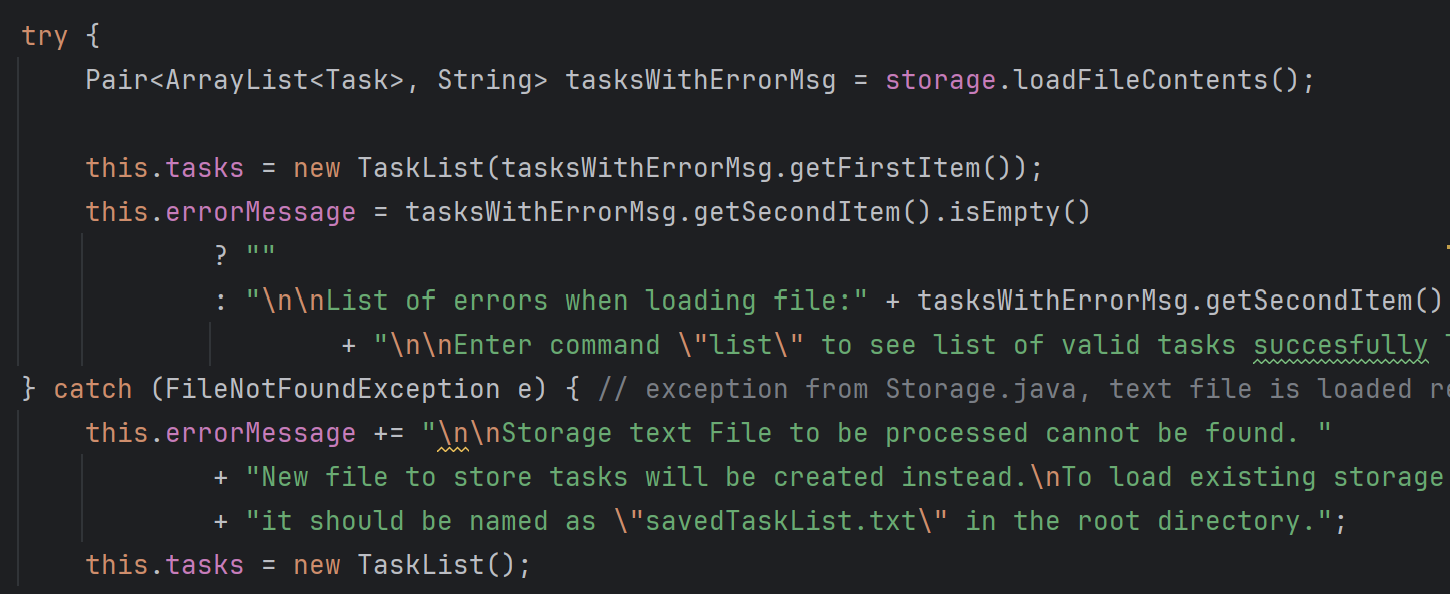 try {
    Pair<ArrayList<Task>, String> tasksWithErrorMsg = storage.loadFileContents();
    this.tasks = new TaskList(tasksWithErrorMsg.getFirstItem());
    this.errorMessage = tasksWithErrorMsg.getSecondItem().isEmpty()
            ? ""
            : "\n\nList of errors when loading file:" + tasksWithErrorMsg.getSecondItem()
                    + "\n\nEnter command \"list\" to see list of valid tasks succesfully
} catch (FileNotFoundException e) { // exception from Storage.java, text file is loaded
    this.errorMessage += "\n\nStorage text File to be processed cannot be found. "
            + "New file to store tasks will be created instead.\nTo load existing storage
            + "it should be named as \"savedTaskList.txt\" in the root directory.";
    this.tasks = new TaskList();